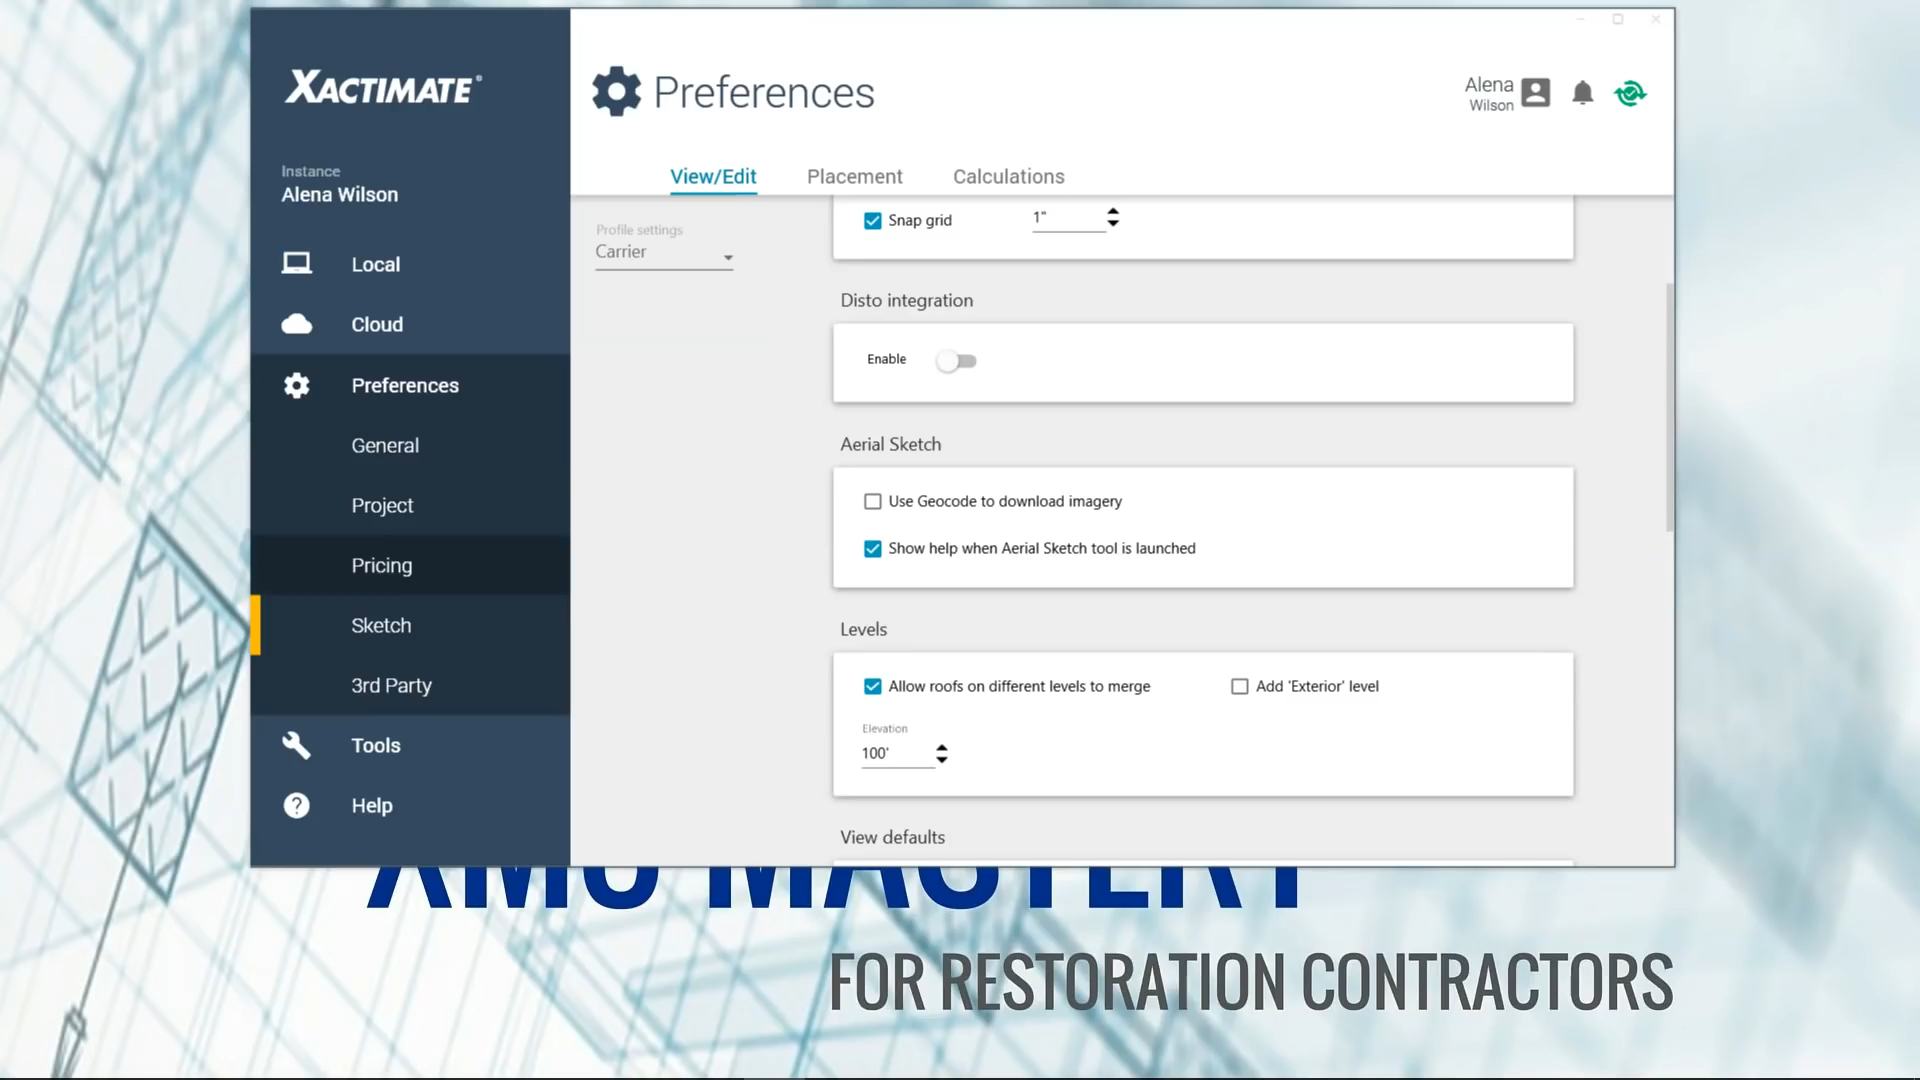 XACTIMATE®
Preferences
Alena
Wilson
Instance
Alena Wilson
View/Edit
Placement
Calculations
Profile settings
Carrier
Snap grid
1"
Local
Disto integration
Cloud
Enable
Preferences
General
Aerial Sketch
Use Geocode to download imagery
Project
Show help when Aerial Sketch tool is launched
Pricing
Sketch
Levels
3rd Party
Allow roofs on different levels to merge
Add 'Exterior' level
Elevation
100'
Tools
Help
View defaults
FOR RESTORATION CONTRACTORS